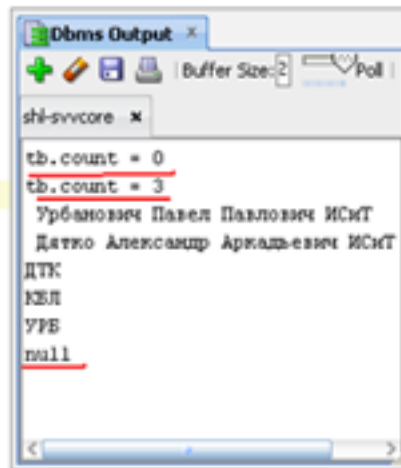 Dbms Output
Buffer Size: 2 Poll
shl-svvcore
tb.count = 0
tb.count = 3
Урбанович Павел Павлович ИСиТ
Дятко Александр Аркадьевич ИСиТ
ДТК
КБЛ
УРБ
null